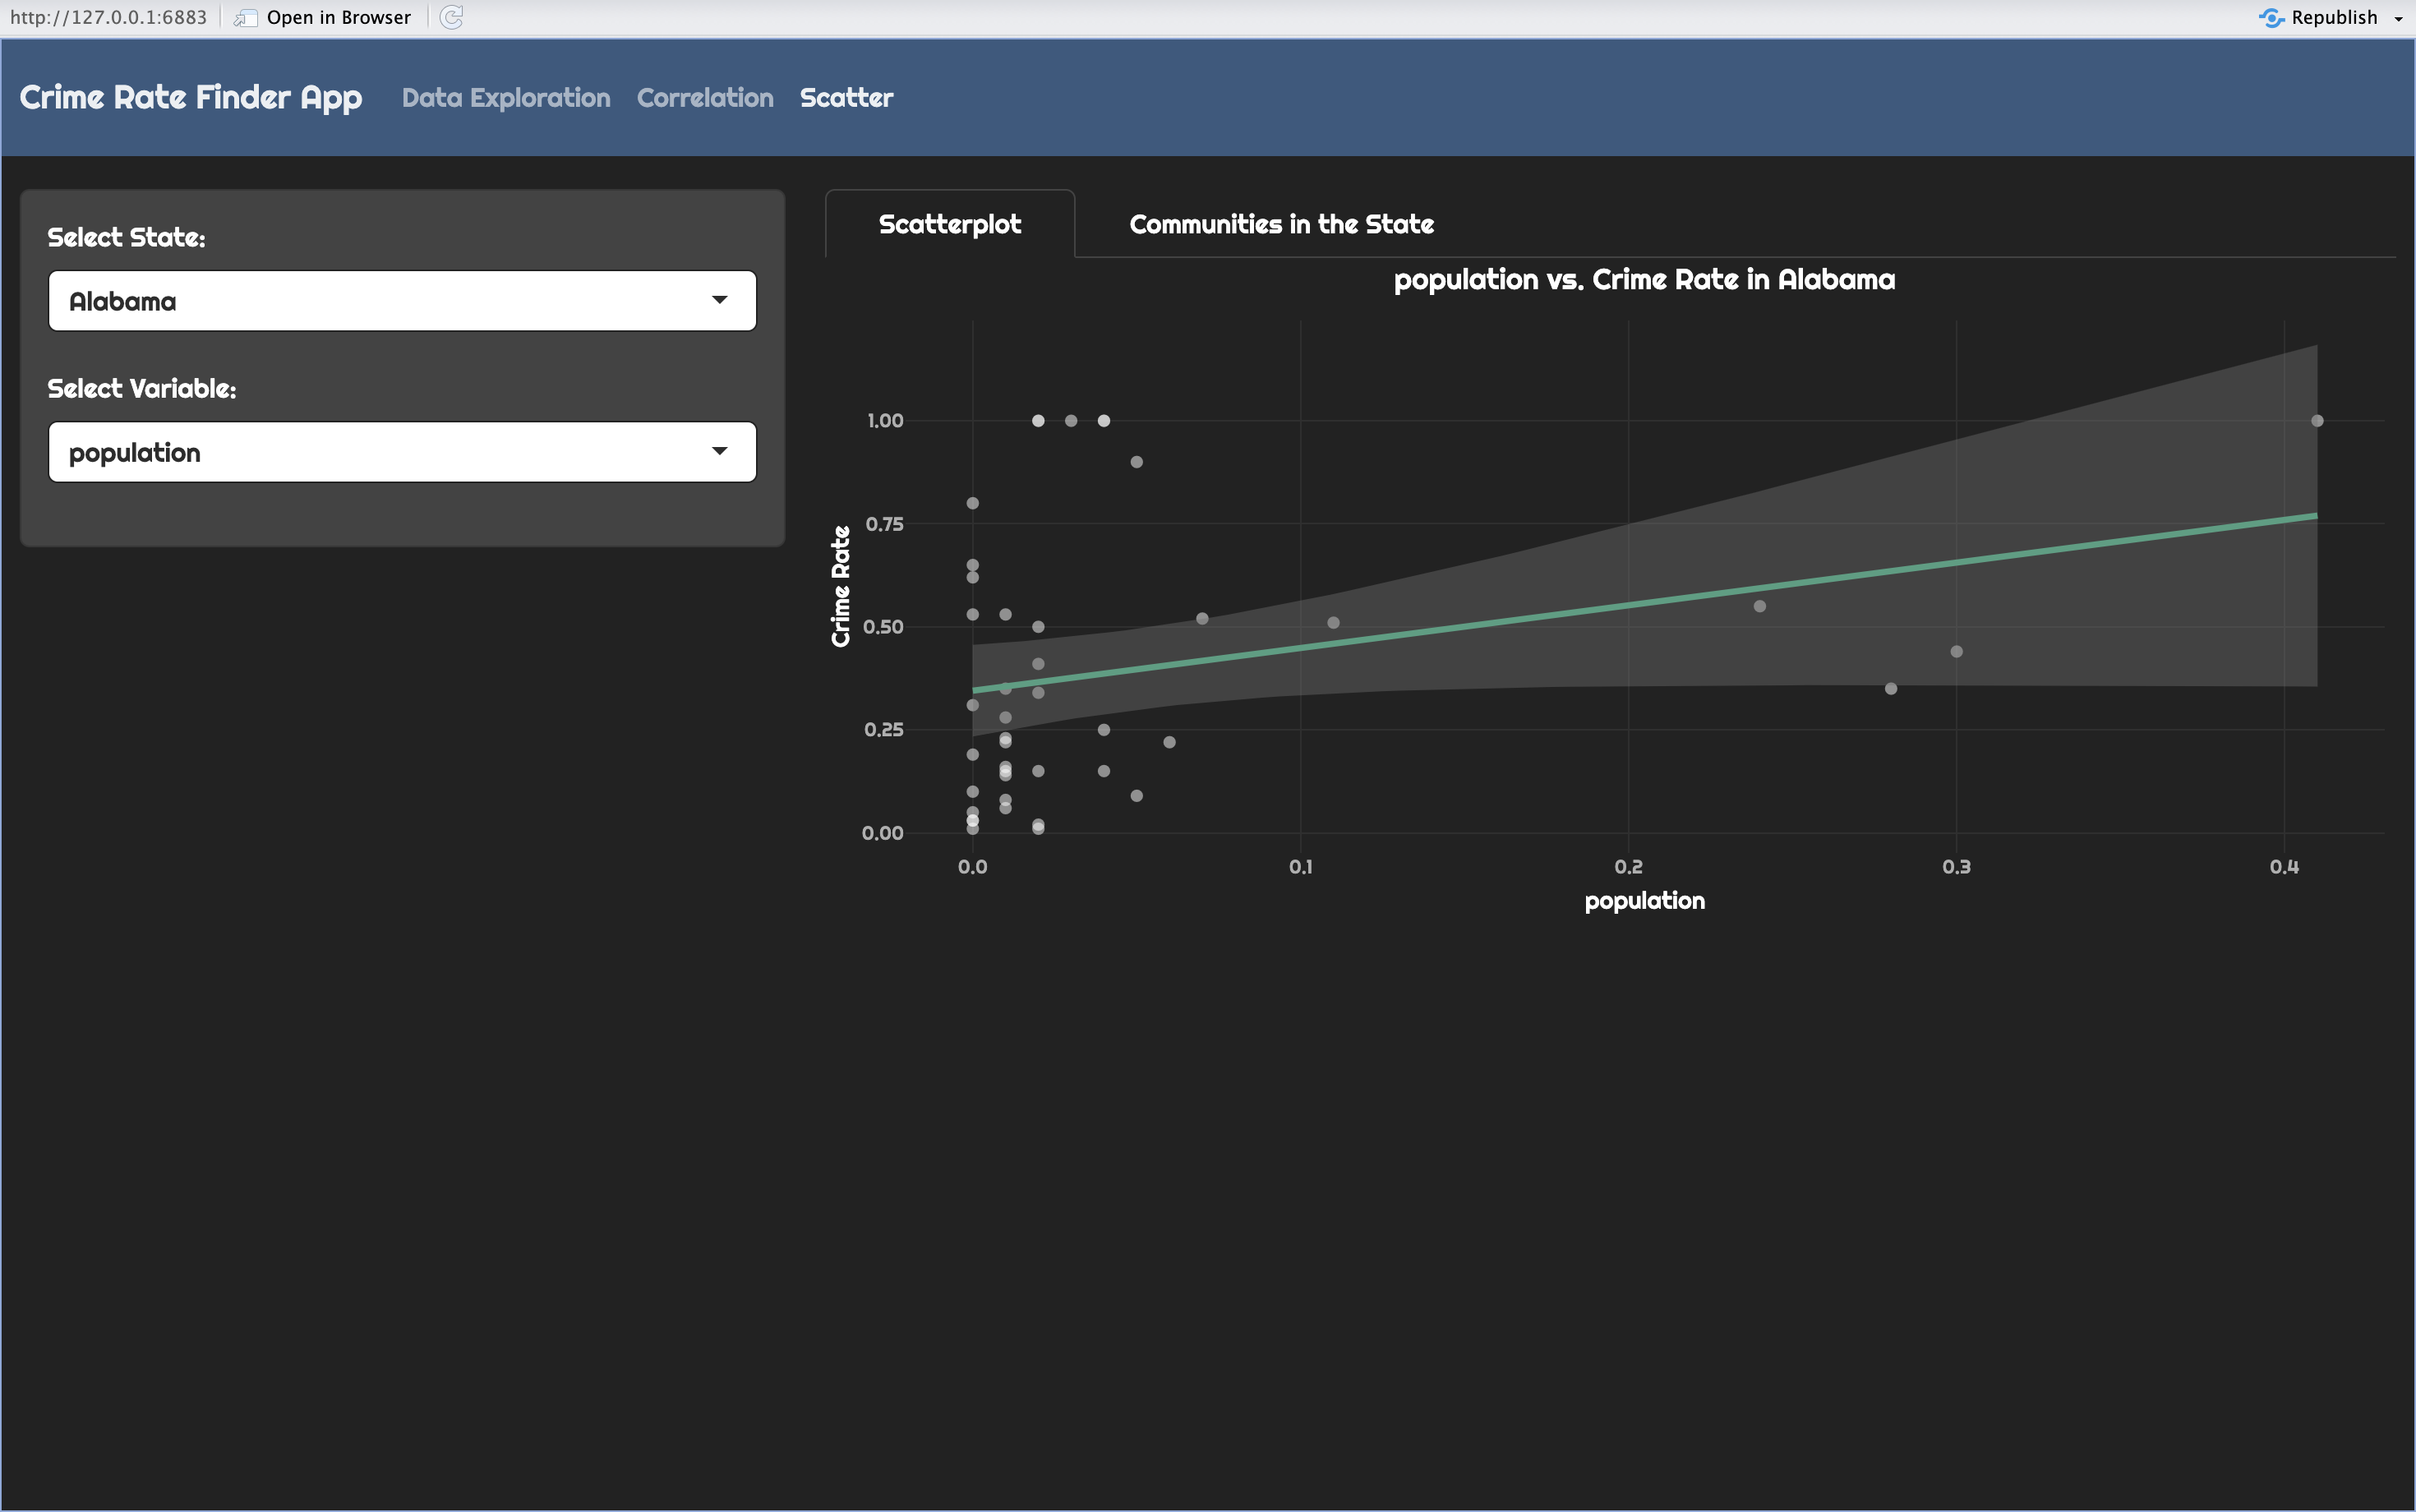 http://127.0.0.1:6883 Open in Browser Republish
Crime Rate Finder App Data Exploration Correlation Scatter
Select State:
Alabama
Select Variable:
population
Scatterplot Communities in the State
population vs. Crime Rate in Alabama
Crime Rate
1.00
0.75
0.50
0.25
0.00
0.0 0.1 0.2 0.3 0.4
population